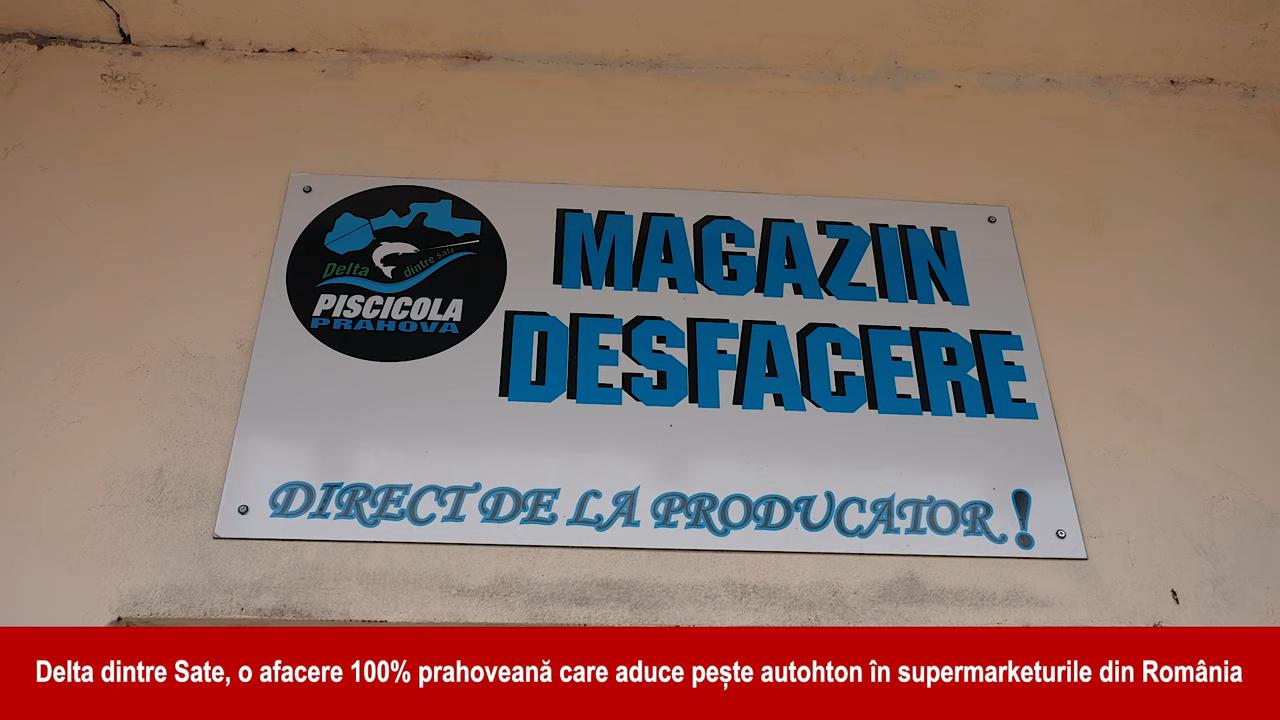 Delta dintre sate
PISCICOLA
PRAHOVA
MAGAZIN
DESFACERE
DIRECT DE LA PRODUCATOR!
Delta dintre Sate, o afacere 100% prahoveană care aduce pește autohton în supermarketurile din România